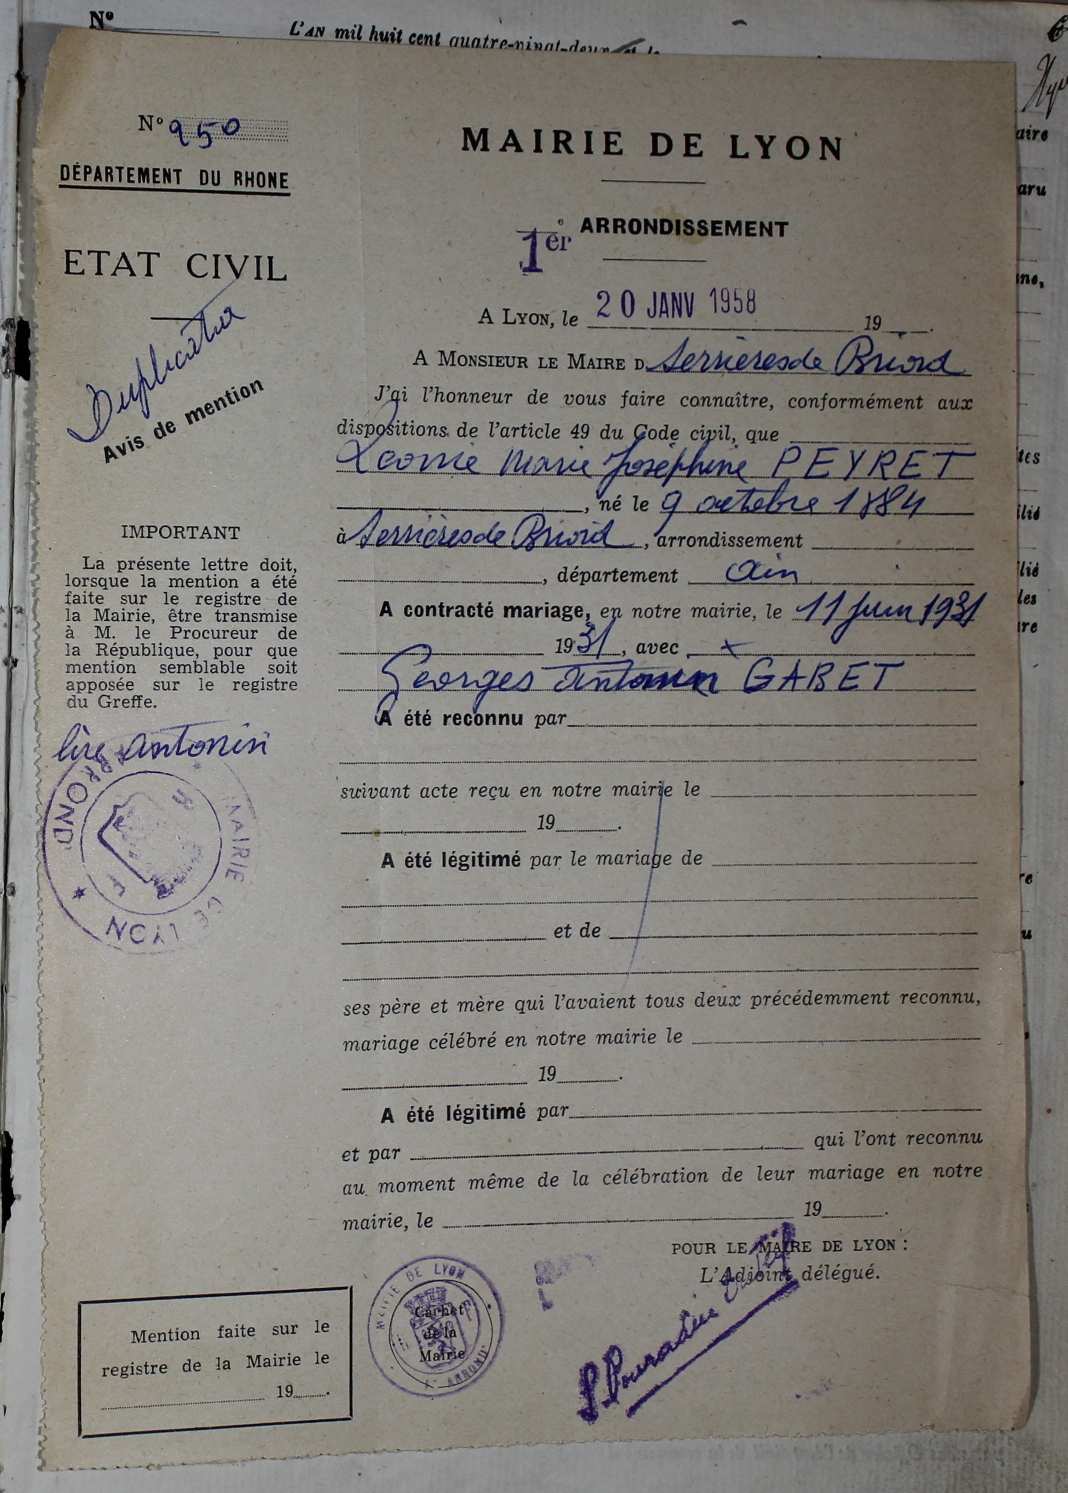 N°
L'AN mil huit cent quatre-vingt-deux et le
N° 950
DÉPARTEMENT DU RHONE
ETAT CIVIL
Duplicata
Avis de mention
IMPORTANT
La présente lettre doit,
lorsque la mention a été
faite sur le registre de
la Mairie, être transmise
à M. le Procureur de
la République, pour que
mention semblable soit
apposée sur le registre
du Greffe.
lire Antonin
MAIRIE DE LYON
ARROND
MAIRIE DE LYON
1er e ARRONDISSEMENT
A LYON, le 20 JANV 1958 19
A MONSIEUR LE MAIRE D Serrières de Briord
J'ai l'honneur de vous faire connaître, conformément aux
dispositions de l'article 49 du Code civil, que
Léonie Marie Joséphine PEYRET
, né le 9 octobre 1884
à Serrières de Briord, arrondissement
, département Ain
A contracté mariage, en notre mairie, le 11 juin 1931
1931, avec x
Georges Antonin GABET
A été reconnu par
suivant acte reçu en notre mairie le
19 .
A été légitimé par le mariage de
et de
ses père et mère qui l'avaient tous deux précédemment reconnu,
mariage célébré en notre mairie le
19 .
A été légitimé par
et par qui l'ont reconnu
au moment même de la célébration de leur mariage en notre
mairie, le 19 .
POUR LE MAIRE DE LYON :
L'Adjoint délégué.
MAIRIE DE LYON
ARROND
Cachet
de la
Mairie
Mention faite sur le
registre de la Mairie le
19 .
aire
aru